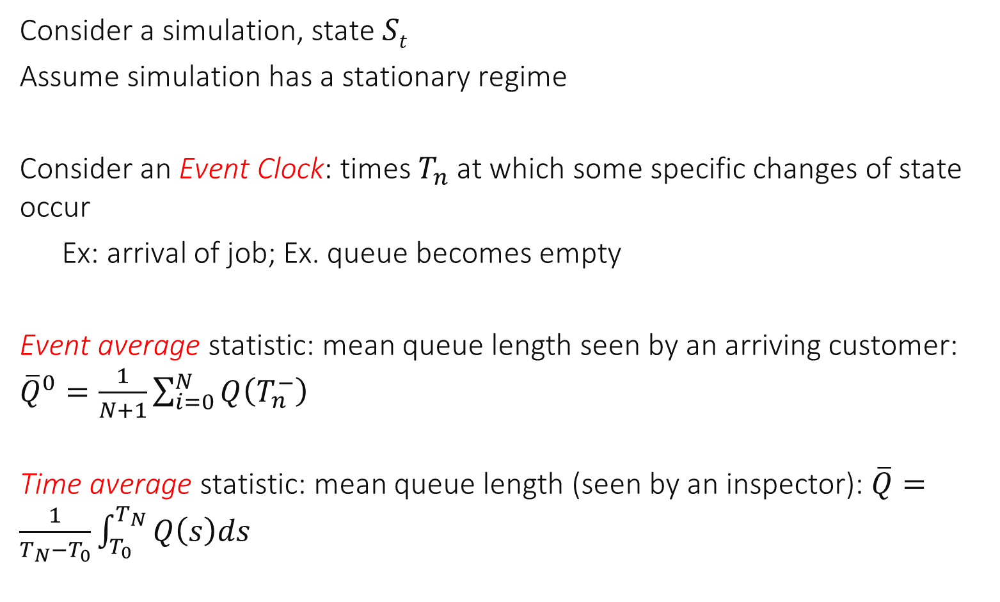 Consider a simulation, state $S_t$
Assume simulation has a stationary regime
Consider an Event Clock: times $T_n$ at which some specific changes of state
occur
Ex: arrival of job; Ex. queue becomes empty
Event average statistic: mean queue length seen by an arriving customer:
$\bar{Q}^0 = \frac{1}{N+1} \sum_{i=0}^{N} Q(T_n^-)$
Time average statistic: mean queue length (seen by an inspector): $\bar{Q} =$
$\frac{1}{T_N - T_0} \int_{T_0}^{T_N} Q(s)ds$